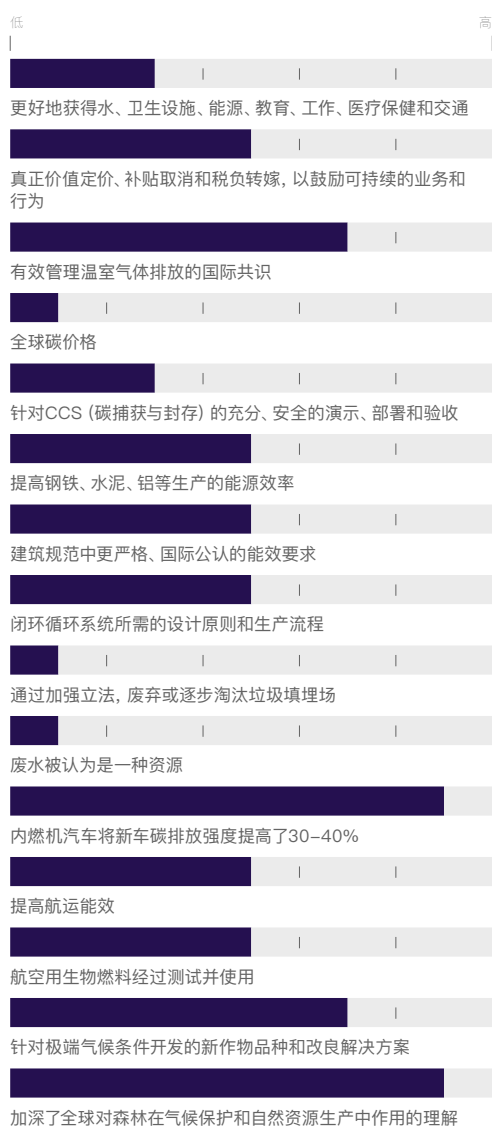 低
高
更好地获得水、卫生设施、能源、教育、工作、医疗保健和交通
真正价值定价、补贴取消和税负转嫁, 以鼓励可持续的业务和
行为
有效管理温室气体排放的国际共识
全球碳价格
针对CCS (碳捕获与封存) 的充分、安全的演示、部署和验收
提高钢铁、水泥、铝等生产的能源效率
建筑规范中更严格、国际公认的能效要求
闭环循环系统所需的设计原则和生产流程
通过加强立法, 废弃或逐步淘汰垃圾填埋场
废水被认为是一种资源
内燃机汽车将新车碳排放强度提高了30–40%
提高航运能效
航空用生物燃料经过测试并使用
针对极端气候条件开发的新作物品种和改良解决方案
加深了全球对森林在气候保护和自然资源生产中作用的理解